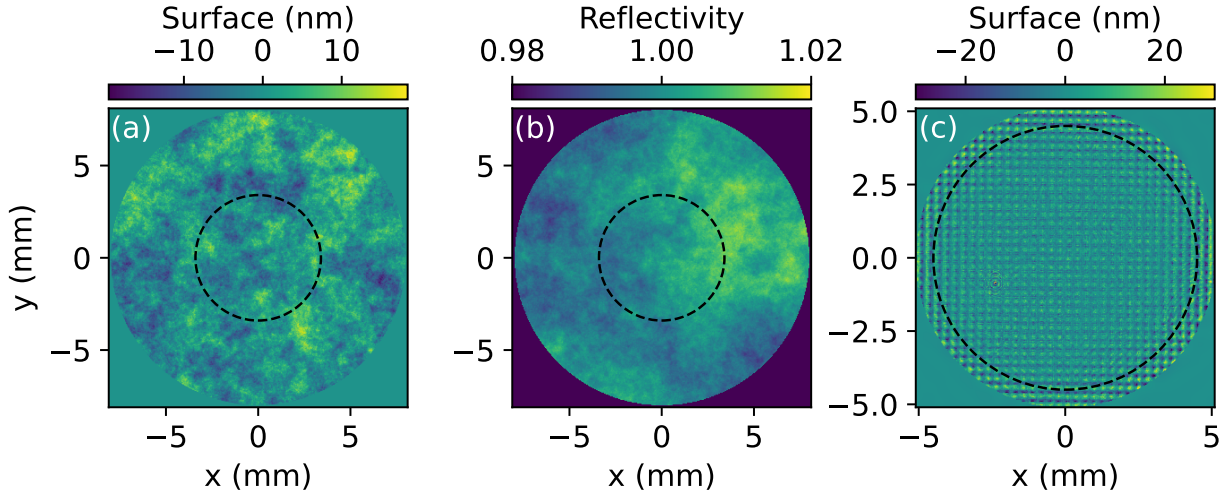 Surface (nm)
−10 0 10
Reflectivity
0.98 1.00 1.02
Surface (nm)
−20 0 20
(a)
(b)
(c)
y (mm)
5
0
−5
5
0
−5
5.0
2.5
0.0
−2.5
−5.0
−5 0 5
x (mm)
−5 0 5
x (mm)
−5 0 5
x (mm)